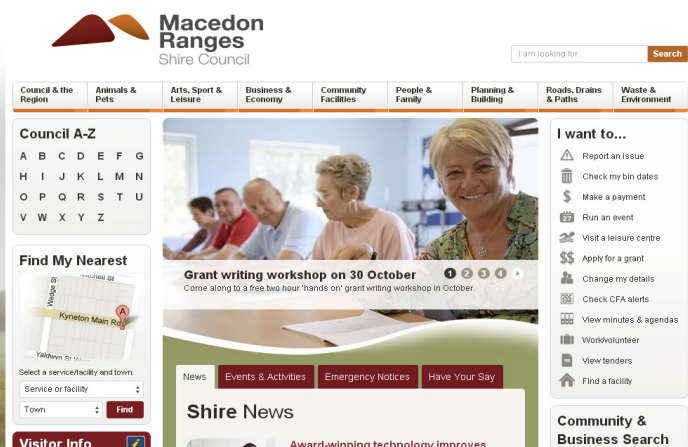 Macedon
Ranges
Shire Council
I am looking for...
Search
Council & the
Region
Animals &
Pets
Arts, Sport &
Leisure
Business &
Economy
Community
Facilities
People &
Family
Planning &
Building
Roads, Drains
& Paths
Waste &
Environment
Council A-Z
A B C D E F G
H I J K L M N
O P Q R S T U
V W X Y Z
Find My Nearest
Mitchell St
Wedge St
A
Kyneton Main Rd
Yaldwyn St W
Select a service/facility and town:
Service or facility
Town
Find
Visitor Info
i
Grant writing workshop on 30 October
1 2 3 4
Come along to a free two hour 'hands on' grant writing workshop in October.
News
Events & Activities
Emergency Notices
Have Your Say
Shire News
Award-winning technology improves
I want to...
Report an issue
Check my bin dates
$ Make a payment
27 Run an event
Visit a leisure centre
$$ Apply for a grant
Change my details
Check CFA alerts
View minutes & agendas
Work/volunteer
View tenders
Find a facility
Community &
Business Search